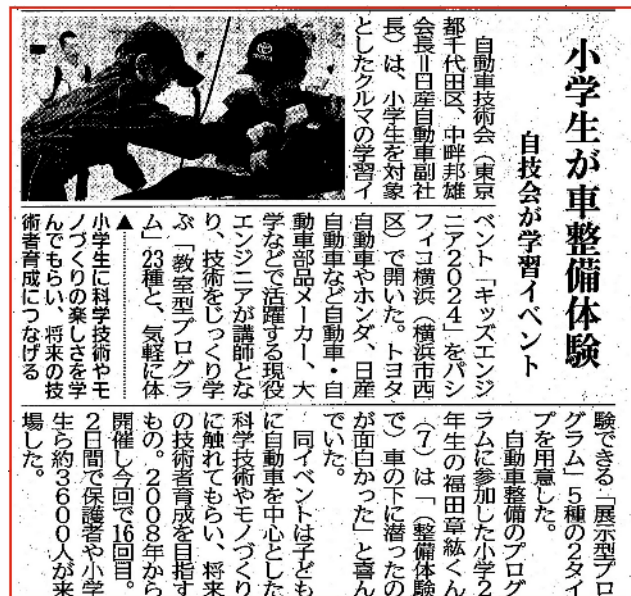 小学生が車整備体験
自技会が学習イベント
自動車技術会(東京
都千代田区、中畔邦雄
会長=日産自動車副社
長)は、小学生を対象
としたクルマの学習イ
ベント「キッズエンジ
ニア2024」をパシ
フィコ横浜(横浜市西
区)で開いた。トヨタ
自動車やホンダ、日産
自動車など自動車・自
動車部品メーカー、大
学などで活躍する現役
エンジニアが講師とな
り、技術をじっくり学
ぶ「教室型プログラ
ム」23種と、気軽に体
験できる「展示型プロ
グラム」5種の2タイ
プを用意した。
自動車整備のプログ
ラムに参加した小学2
年生の福田章紘くん
(7)は「(整備体験
で)車の下に潜ったの
が面白かった」と喜ん
でいた。
同イベントは子ども
に自動車を中心とした
科学技術やモノづくり
に触れてもらい、将来
の技術者育成を目指す
もの。2008年から
開催し今回で16回目。
2日間で保護者や小学
生ら約3600人が来
場した。
▲
小学生に科学技術やモ
ノづくりの楽しさを学
んでもらい、将来の技
術者育成につなげる
TOYOTA